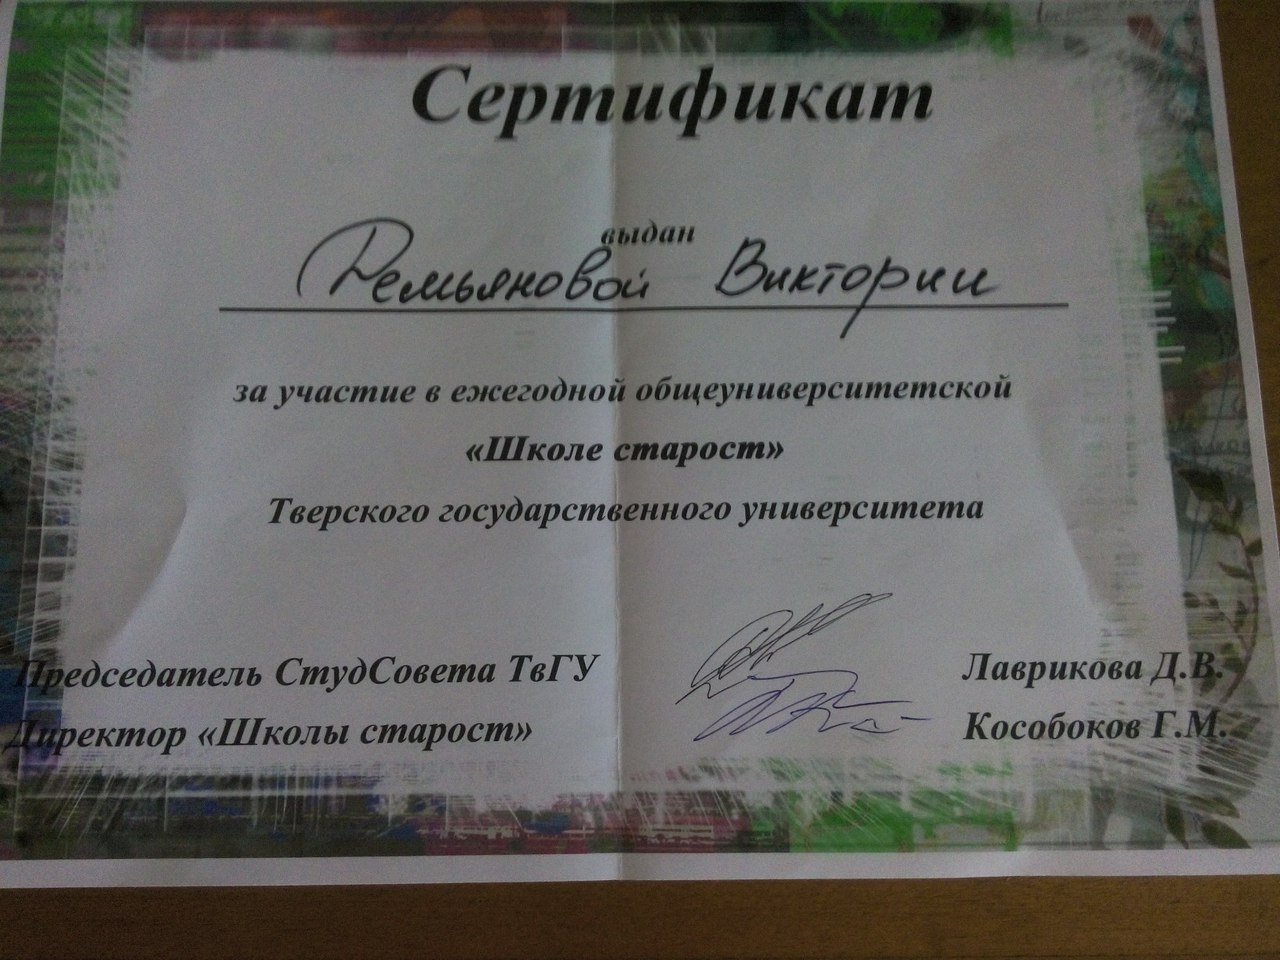 Сертификат
выдан
Демьяновой Виктории
за участие в ежегодной общеуниверситетской
«Школе старост»
Тверского государственного университета
Председатель СтудСовета ТвГУ Лаврикова Д.В.
Директор «Школы старост» Кособоков Г.М.